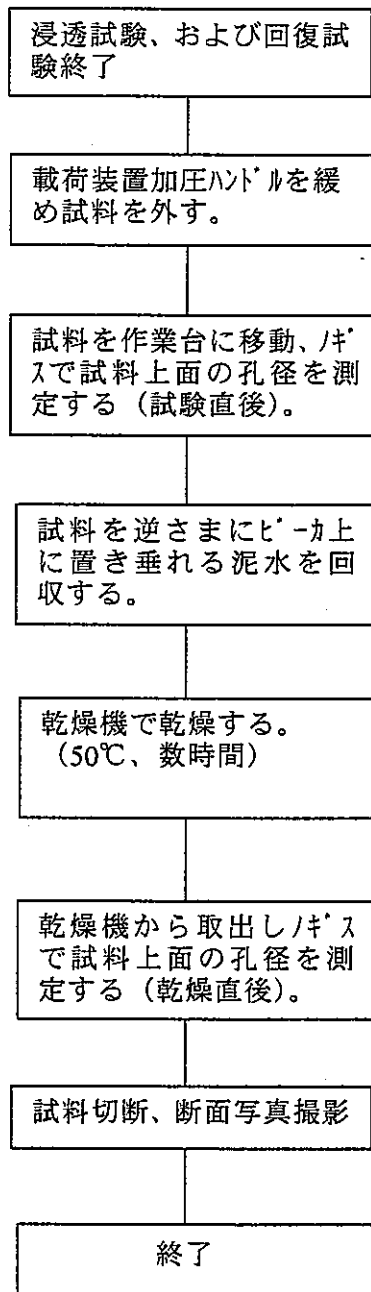 浸透試験、および回復試
験終了
載荷装置加圧ﾊﾝﾄﾞﾙを緩
め試料を外す。
試料を作業台に移動、ﾉｷﾞ
ｽで試料上面の孔径を測
定する（試験直後）。
試料を逆さまにﾋﾞｰｶ上
に置き垂れる泥水を回
収する。
乾燥機で乾燥する。
（50℃、数時間）
乾燥機から取出しﾉｷﾞｽ
で試料上面の孔径を測
定する（乾燥直後）。
試料切断、断面写真撮影
終了